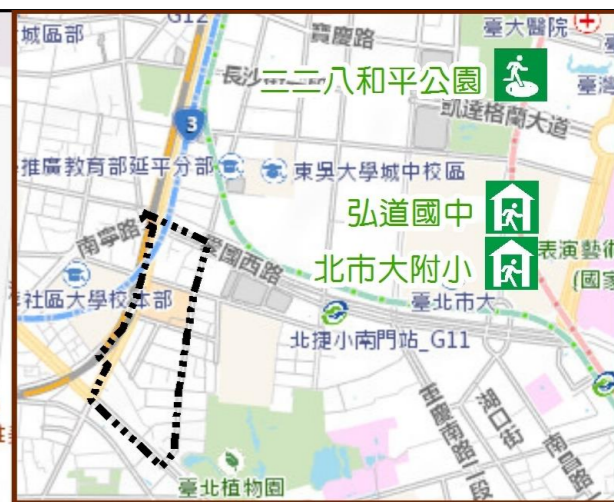 G12
城區部
寶慶路
臺大醫院
長沙街
二二八和平公園
臺灣
凱達格蘭大道
3
推廣教育部延平分部
東吳大學城中校區
弘道國中
南寧路
愛國西路
北市大附小
表演藝術
(國家
社區大學校本部
臺北市大
北捷小南門站_G11
重慶南路二段
湖口街
南昌路
臺北植物園